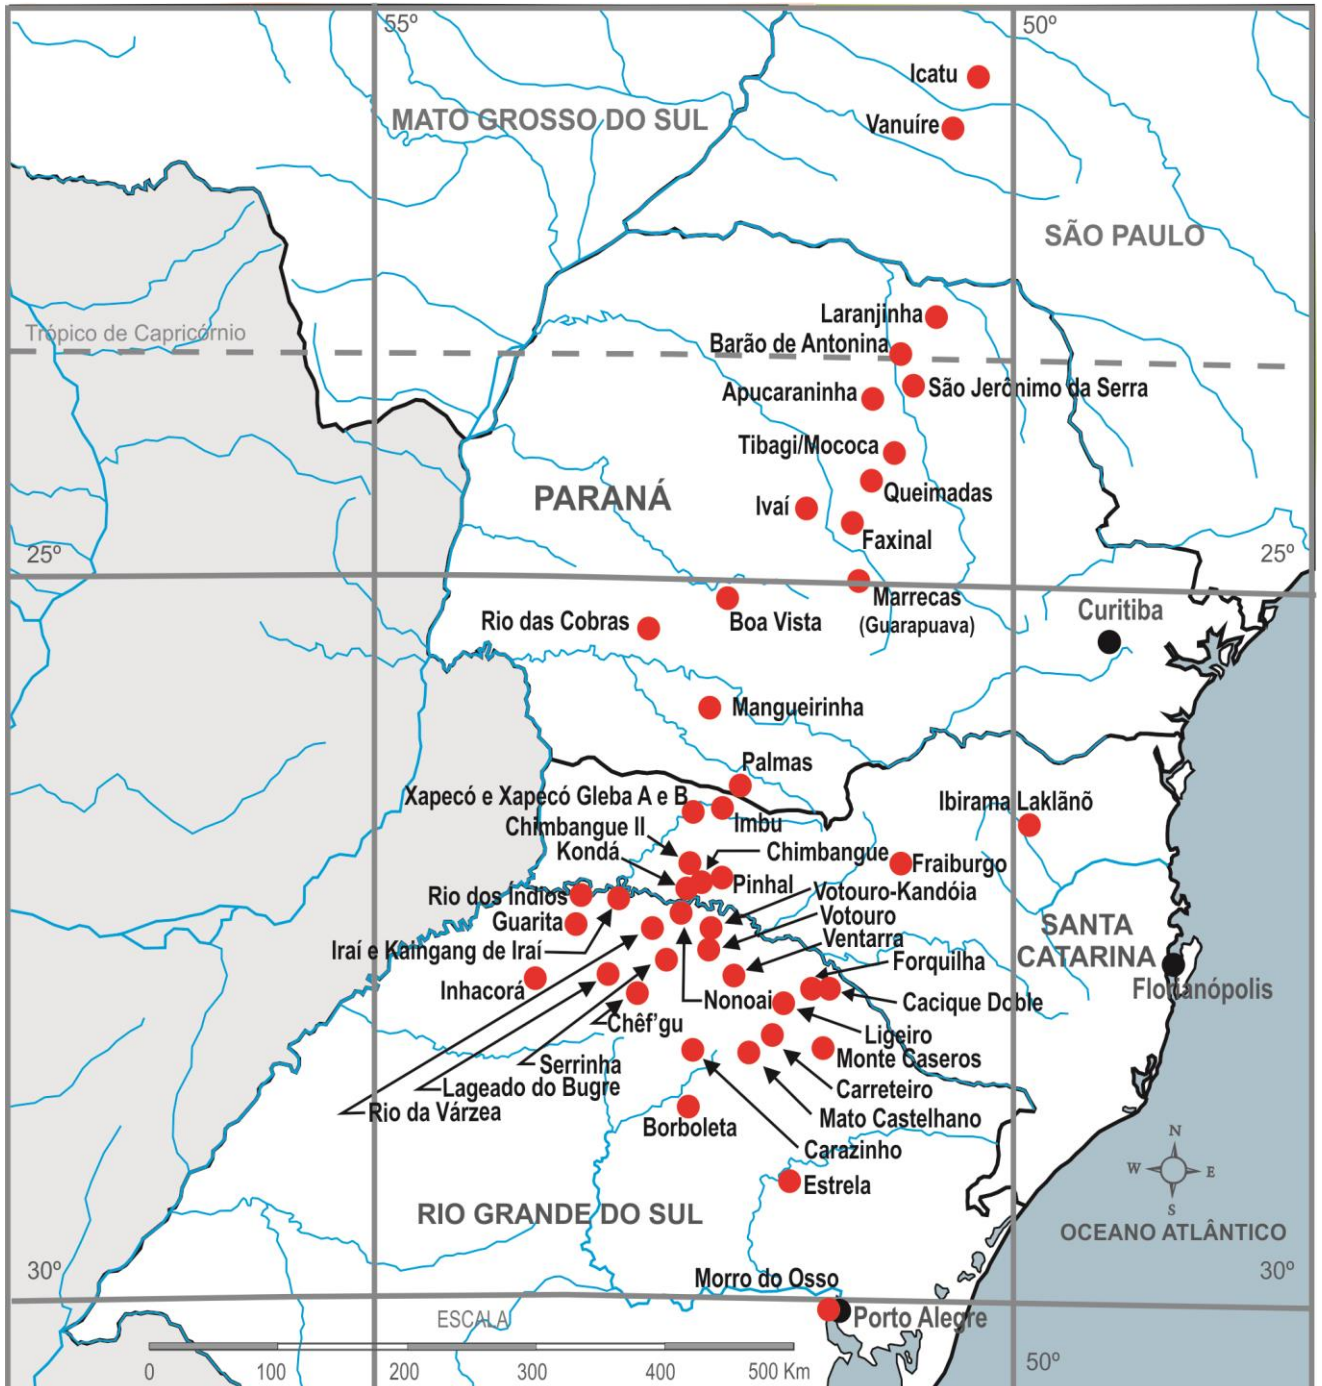 55º
50º
Icatu
MATO GROSSO DO SUL
Vanuíre
SÃO PAULO
Laranjinha
Trópico de Capricórnio
Barão de Antonina
São Jerônimo da Serra
Apucaraninha
Tibagi/Mococa
PARANÁ
Queimadas
Ivaí
Faxinal
25º
25º
Marrecas
(Guarapuava)
Boa Vista
Curitiba
Rio das Cobras
Mangueirinha
Palmas
Xapecó e Xapecó Gleba A e B
Imbu
Ibirama Laklãnõ
Chimbangue II
Kondá
Chimbangue
Fraiburgo
Pinhal
Rio dos Índios
Votouro-Kandóia
Guarita
Votouro
SANTA
CATARINA
Iraí e Kaingang de Iraí
Ventarra
Forquilha
Inhacorá
Nonoai
Cacique Doble
Florianópolis
Chêf'gu
Ligeiro
Monte Caseros
Serrinha
Lageado do Bugre
Carreteiro
Rio da Várzea
Mato Castelhano
Borboleta
Carazinho
Estrela
N
W
E
S
RIO GRANDE DO SUL
OCEANO ATLÂNTICO
30º
30º
Morro do Osso
Porto Alegre
ESCALA
0
100
200
300
400
500 Km
50º